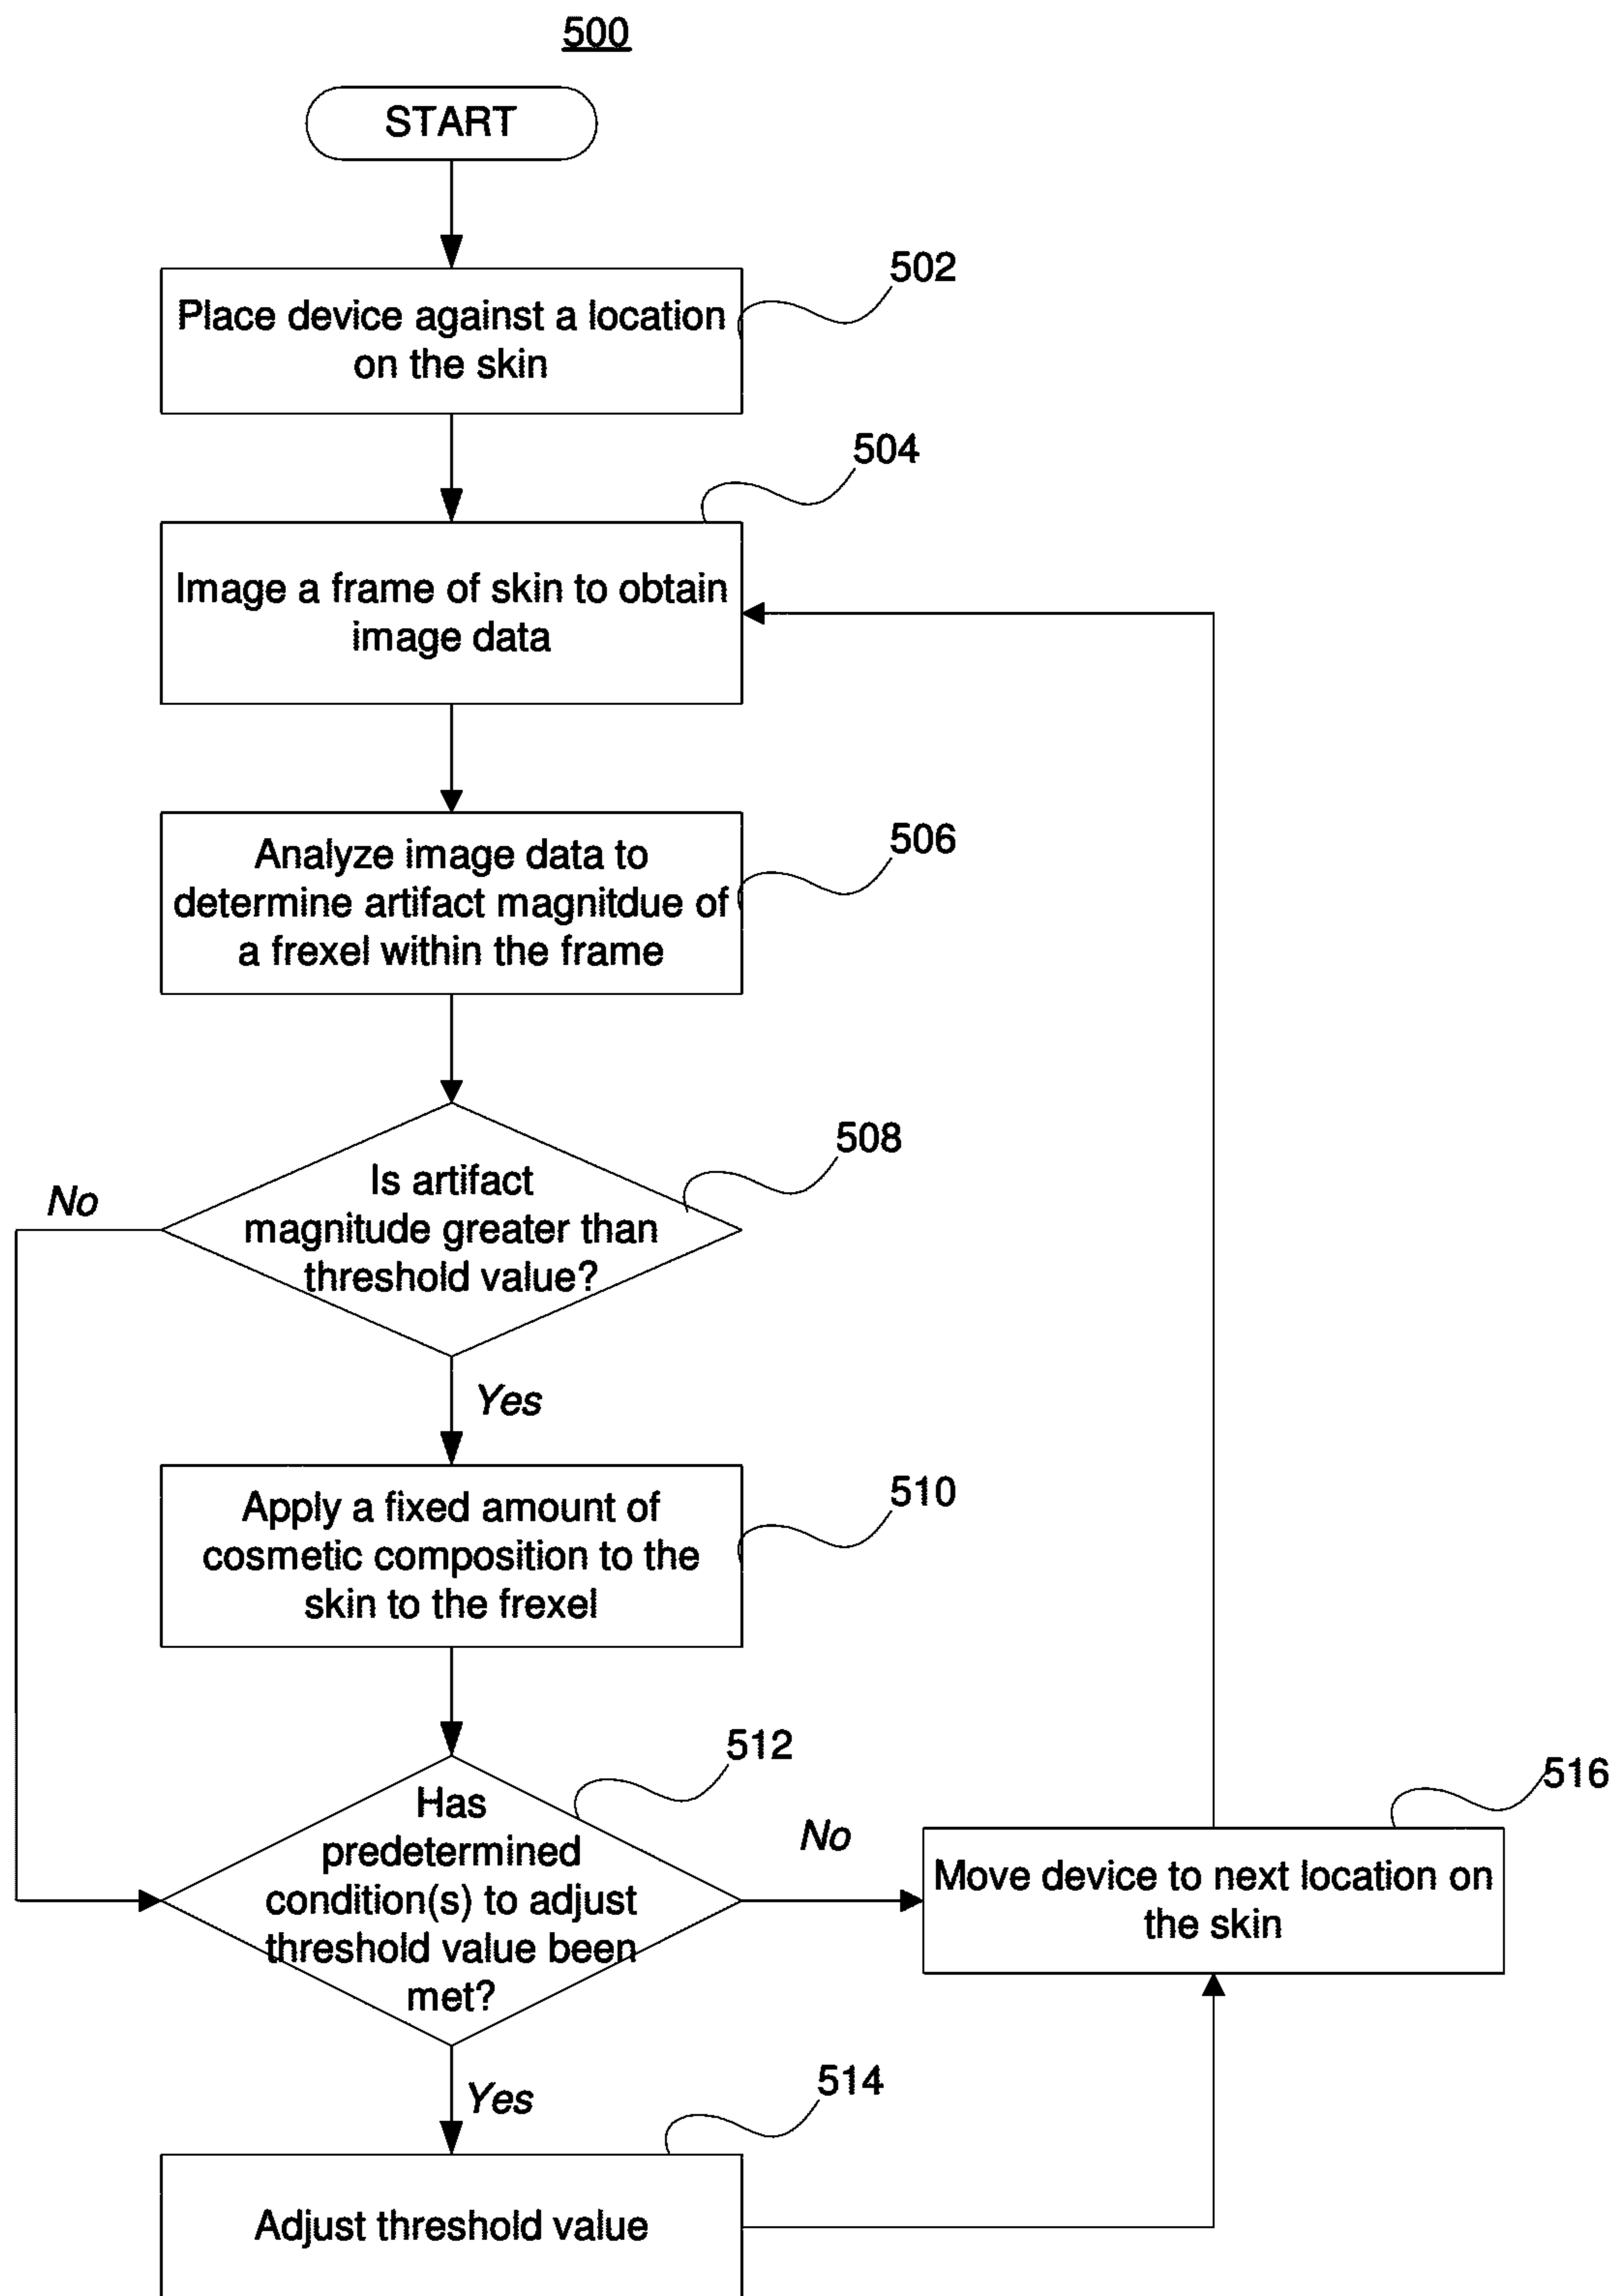 500
START
502
Place device against a location
on the skin
504
Image a frame of skin to obtain
image data
506
Analyze image data to
determine artifact magnitdue of
a frexel within the frame
508
Is artifact
magnitude greater than
threshold value?
No
Yes
510
Apply a fixed amount of
cosmetic composition to the
skin to the frexel
512
Has
predetermined
condition(s) to adjust
threshold value been
met?
No
516
Move device to next location on
the skin
Yes
514
Adjust threshold value